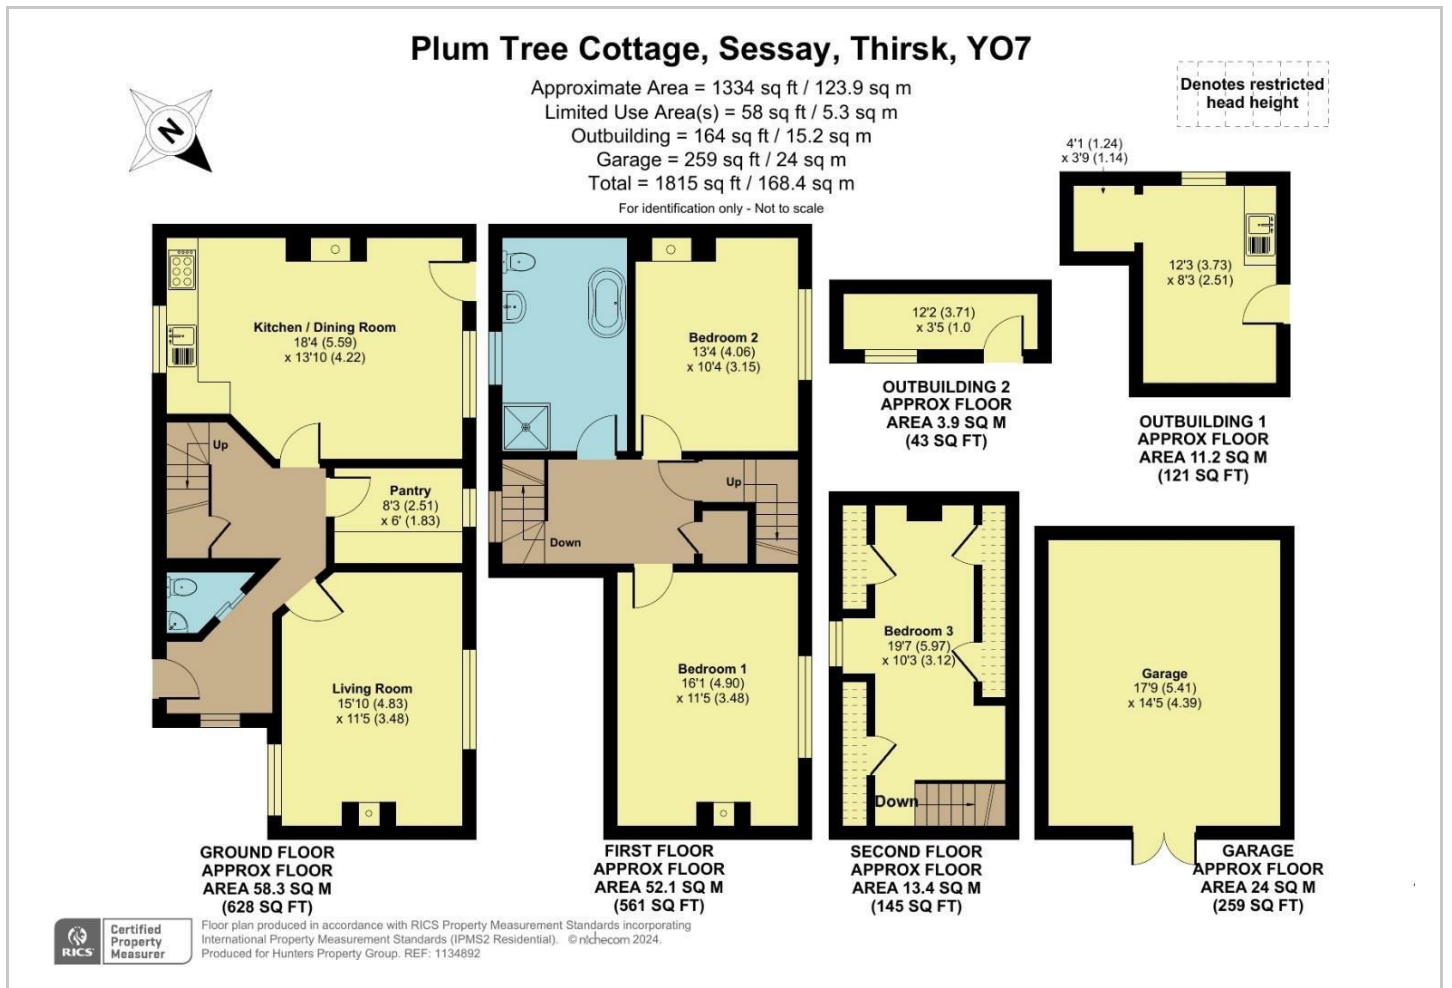 Plum Tree Cottage, Sessay, Thirsk, YO7
Approximate Area = 1334 sq ft / 123.9 sq m
Limited Use Area(s) = 58 sq ft / 5.3 sq m
Outbuilding = 164 sq ft / 15.2 sq m
Garage = 259 sq ft / 24 sq m
Total = 1815 sq ft / 168.4 sq m
For identification only - Not to scale
Denotes restricted
head height
N
Kitchen / Dining Room
18'4 (5.59)
x 13'10 (4.22)
Up
Pantry
8'3 (2.51)
x 6' (1.83)
Living Room
15'10 (4.83)
x 11'5 (3.48)
GROUND FLOOR
APPROX FLOOR
AREA 58.3 SQ M
(628 SQ FT)
Bedroom 2
13'4 (4.06)
x 10'4 (3.15)
Up
Down
Bedroom 1
16'1 (4.90)
x 11'5 (3.48)
FIRST FLOOR
APPROX FLOOR
AREA 52.1 SQ M
(561 SQ FT)
12'2 (3.71)
x 3'5 (1.0
OUTBUILDING 2
APPROX FLOOR
AREA 3.9 SQ M
(43 SQ FT)
4'1 (1.24)
x 3'9 (1.14)
12'3 (3.73)
x 8'3 (2.51)
OUTBUILDING 1
APPROX FLOOR
AREA 11.2 SQ M
(121 SQ FT)
Bedroom 3
19'7 (5.97)
x 10'3 (3.12)
Down
SECOND FLOOR
APPROX FLOOR
AREA 13.4 SQ M
(145 SQ FT)
Garage
17'9 (5.41)
x 14'5 (4.39)
GARAGE
APPROX FLOOR
AREA 24 SQ M
(259 SQ FT)
RICS
Certified
Property
Measurer
Floor plan produced in accordance with RICS Property Measurement Standards incorporating
International Property Measurement Standards (IPMS2 Residential). © nichecom 2024.
Produced for Hunters Property Group. REF: 1134892